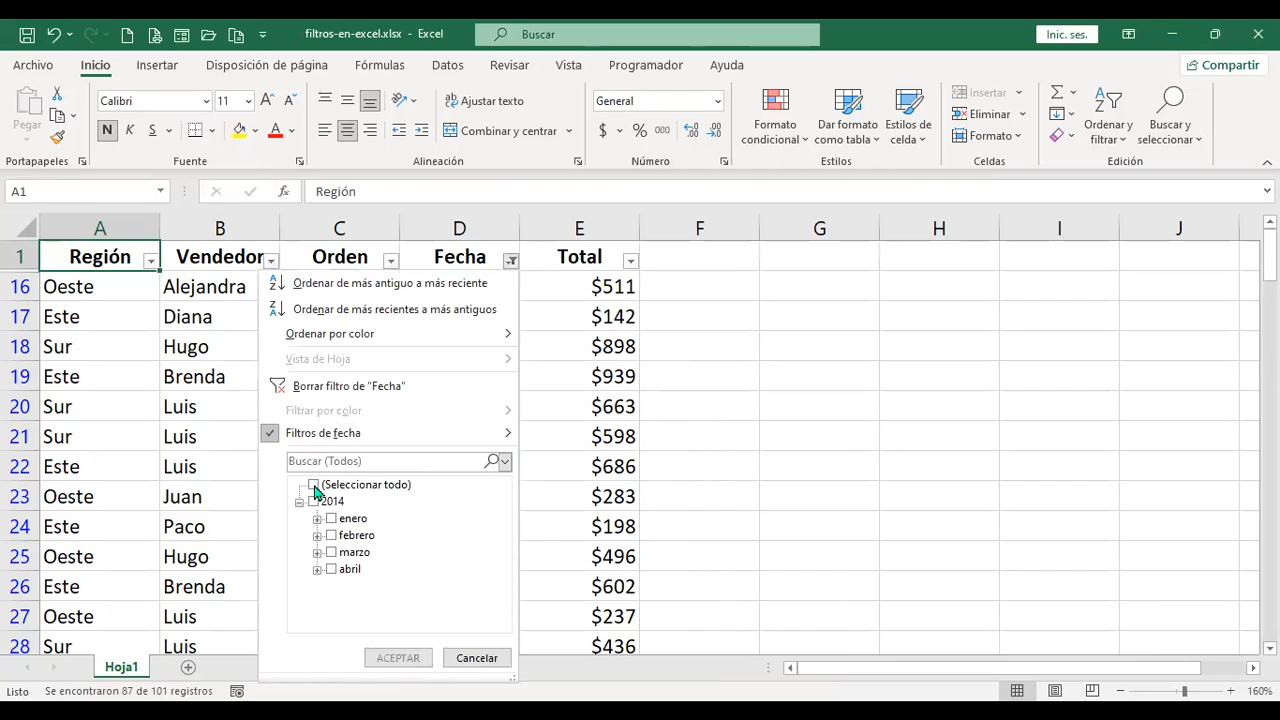 filtros-en-excel.xlsx - Excel
Buscar
Inic. ses.
Archivo Inicio Insertar Disposición de página Fórmulas Datos Revisar Vista Programador Ayuda
Compartir
Pegar
Portapapeles
Calibri 11
N K S
Fuente
Ajustar texto
Combinar y centrar
Alineación
General
$ % 000
Número
Formato condicional
Dar formato como tabla
Estilos de celda
Estilos
Insertar
Eliminar
Formato
Celdas
Ordenar y filtrar
Buscar y seleccionar
Edición
A1 fx Región
A B C D E F G H I J
1 Región Vendedor Orden Fecha Total
16 Oeste Alejandra $511
17 Este Diana $142
18 Sur Hugo $898
19 Este Brenda $939
20 Sur Luis $663
21 Sur Luis $598
22 Este Luis $686
23 Oeste Juan $283
24 Este Paco $198
25 Oeste Hugo $496
26 Este Brenda $602
27 Oeste Luis $237
28 Sur Luis $436
Ordenar de más antiguo a más reciente
Ordenar de más recientes a más antiguos
Ordenar por color
Vista de Hoja
Borrar filtro de "Fecha"
Filtrar por color
Filtros de fecha
Buscar (Todos)
(Seleccionar todo)
2014
enero
febrero
marzo
abril
ACEPTAR Cancelar
Hoja1
Listo Se encontraron 87 de 101 registros 160%